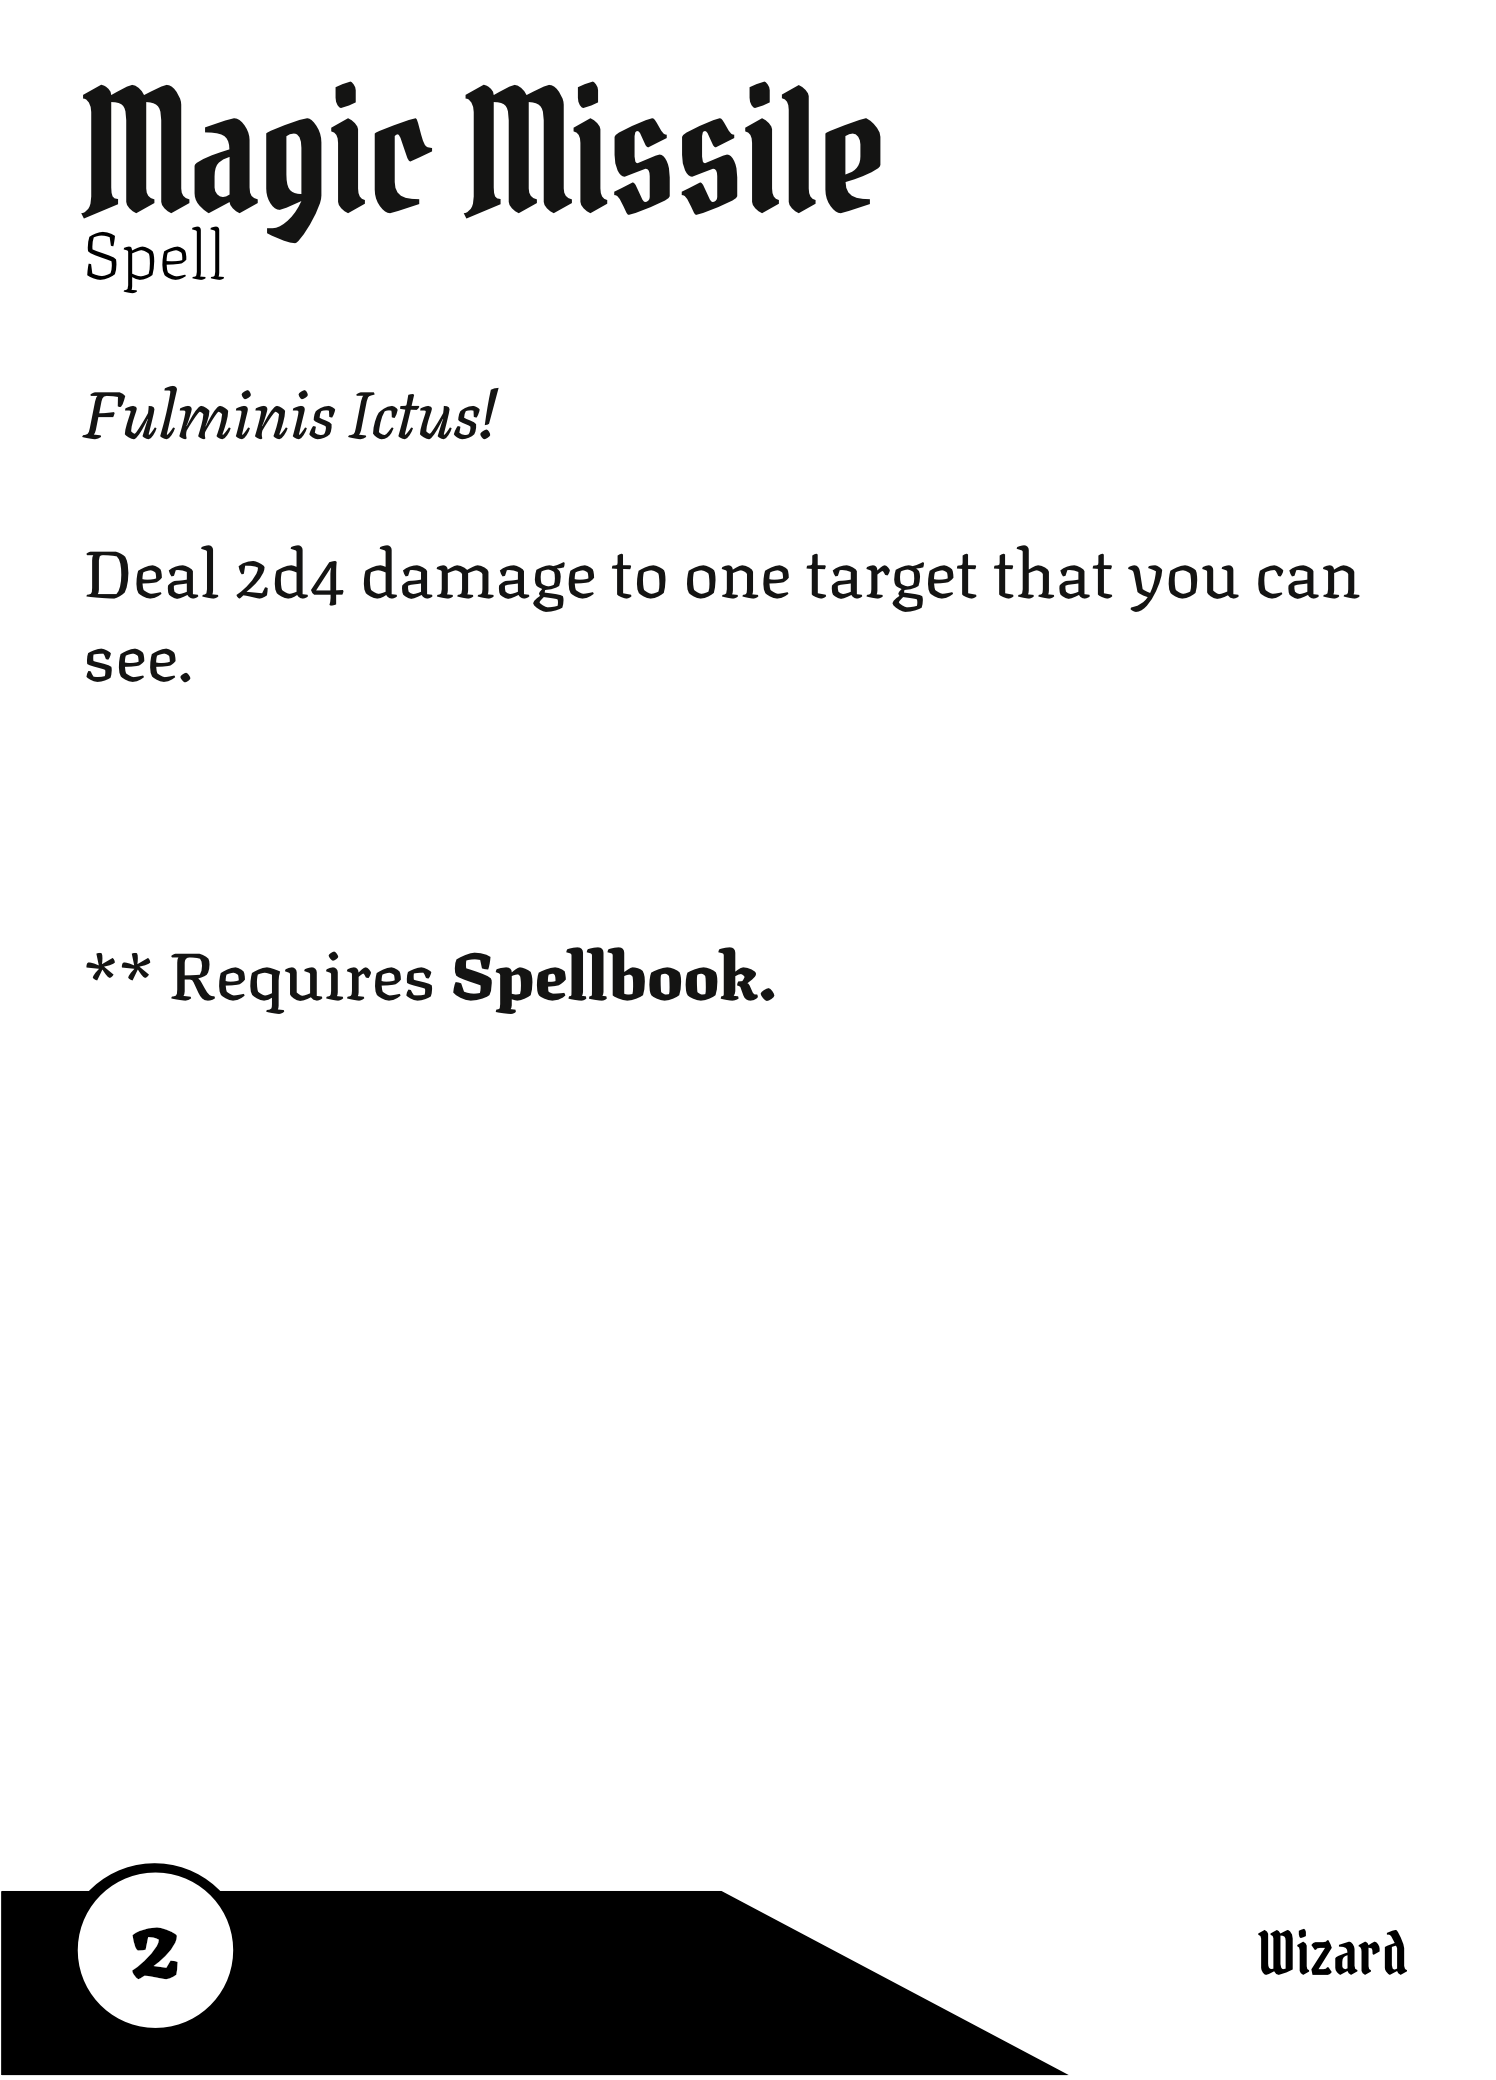 Magic Missile
Spell
Fulminis Ictus!
Deal 2d4 damage to one target that you can
see.
** Requires Spellbook.
2
Wizard